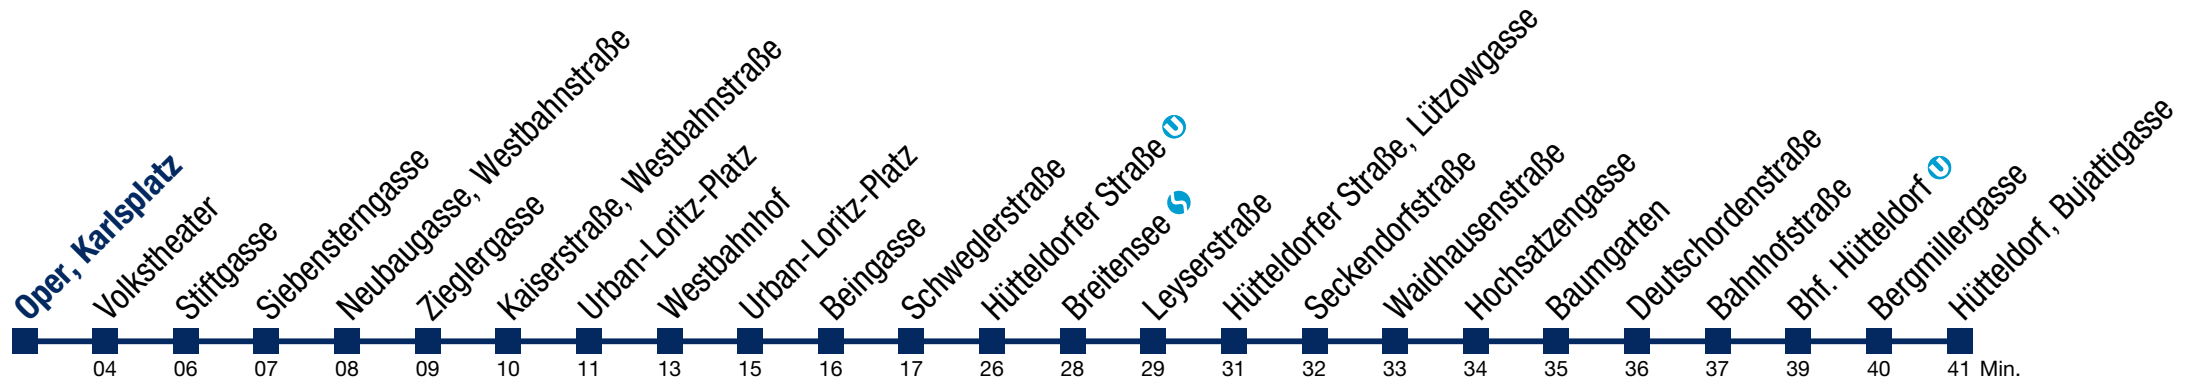 Oper, Karlsplatz
Volkstheater
Stiftgasse
Siebensterngasse
Neubaugasse, Westbahnstraße
Zieglergasse
Kaiserstraße, Westbahnstraße
Urban-Loritz-Platz
Westbahnhof
Urban-Loritz-Platz
Beingasse
Schweglerstraße
Hütteldorfer Straße U
Breitensee S
Leyserstraße
Hütteldorfer Straße, Lützowgasse
Seckendorfstraße
Waidhausenstraße
Hochsatzengasse
Baumgarten
Deutschordenstraße
Bahnhofstraße
Bhf. Hütteldorf U
Bergmillergasse
Hütteldorf, Bujattigasse
04 06 07 08 09 10 11 13 15 16 17 26 28 29 31 32 33 34 35 36 37 39 40 41 Min.